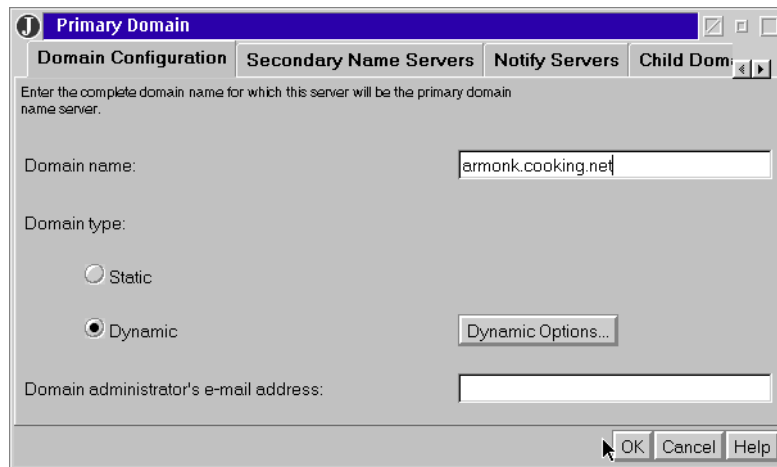 J Primary Domain
Domain Configuration Secondary Name Servers Notify Servers Child Dom
Enter the complete domain name for which this server will be the primary domain
name server.
Domain name: armonk.cooking.net
Domain type:
Static
Dynamic Dynamic Options...
Domain administrator's e-mail address:
OK Cancel Help